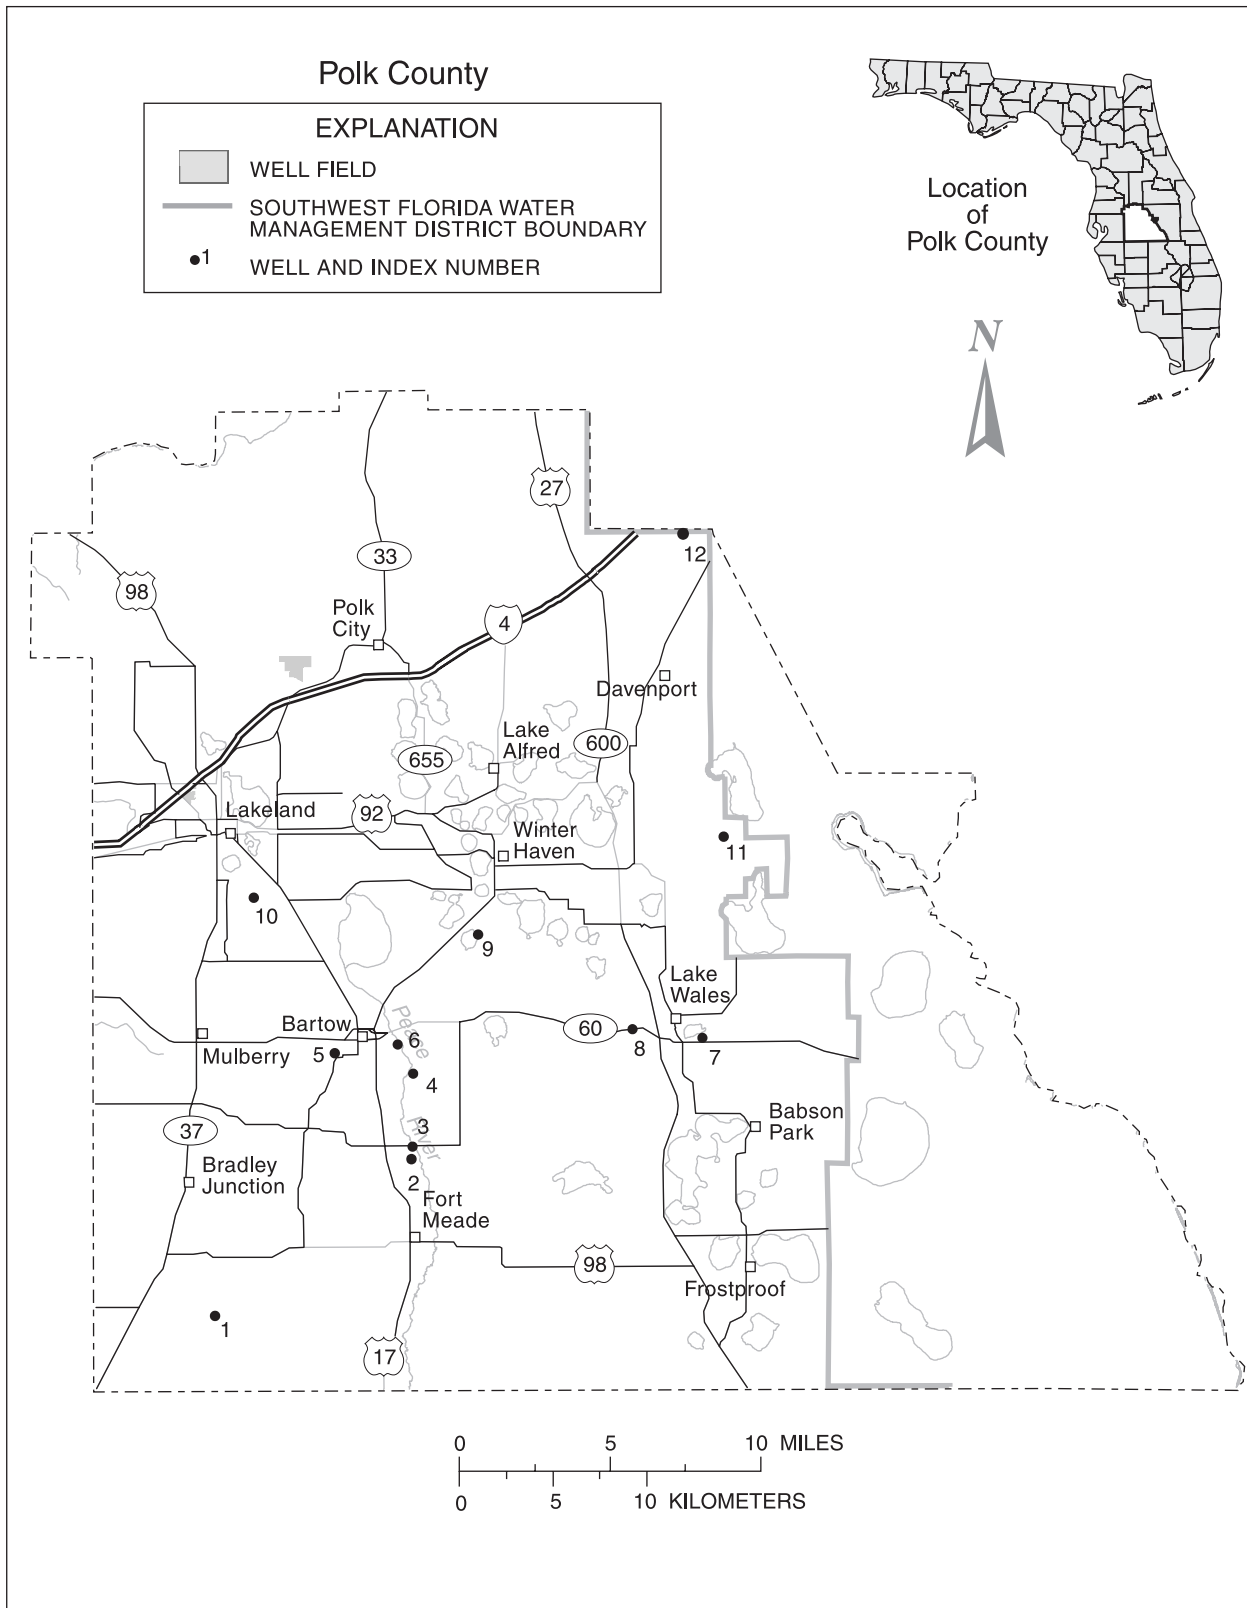 Polk County
EXPLANATION
WELL FIELD
SOUTHWEST FLORIDA WATER
MANAGEMENT DISTRICT BOUNDARY
1
WELL AND INDEX NUMBER
Location
of
Polk County
N
27
12
33
98
Polk
City
4
Davenport
Lake
Alfred
600
655
Lakeland
92
Winter
Haven
11
10
9
Lake
Wales
Peace
Bartow
60
6
Mulberry
5
8
7
4
Babson
Park
3
37
River
Bradley
Junction
2
Fort
Meade
98
Frostproof
1
17
0 5 10 MILES
0 5 10 KILOMETERS